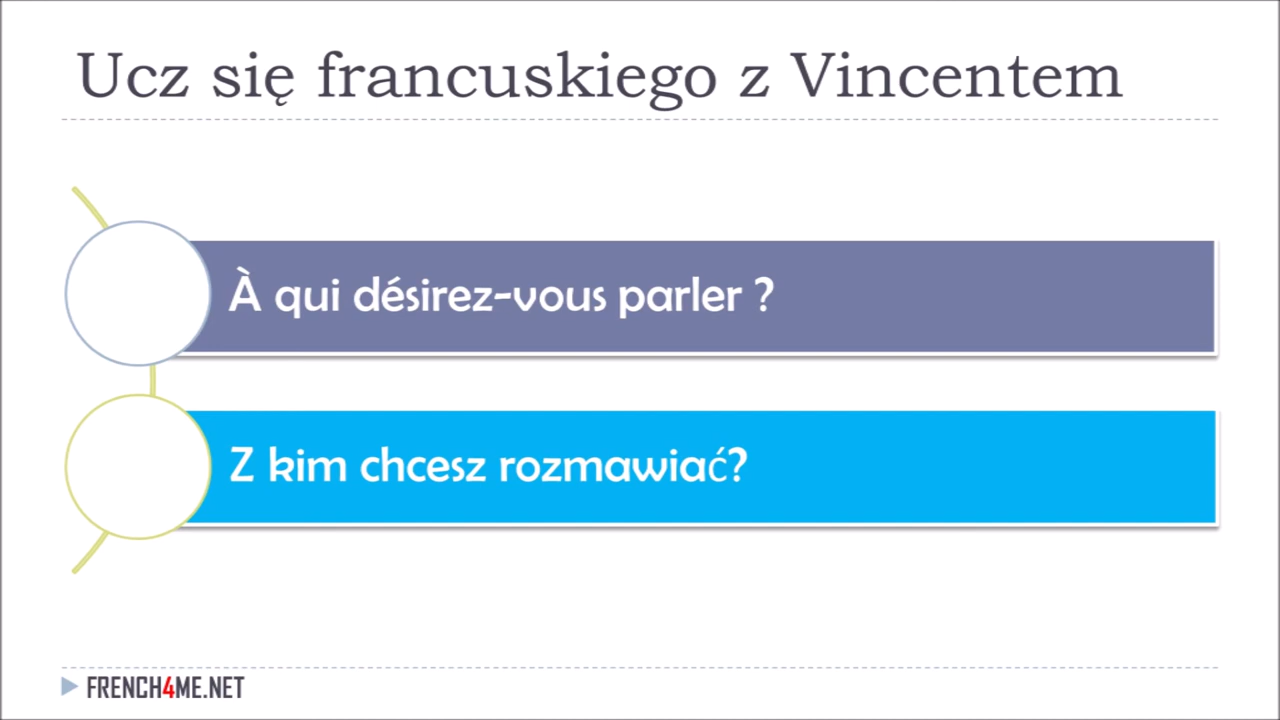 Ucz się francuskiego z Vincentem
À qui désirez-vous parler ?
Z kim chcesz rozmawiać?
FRENCH4ME.NET